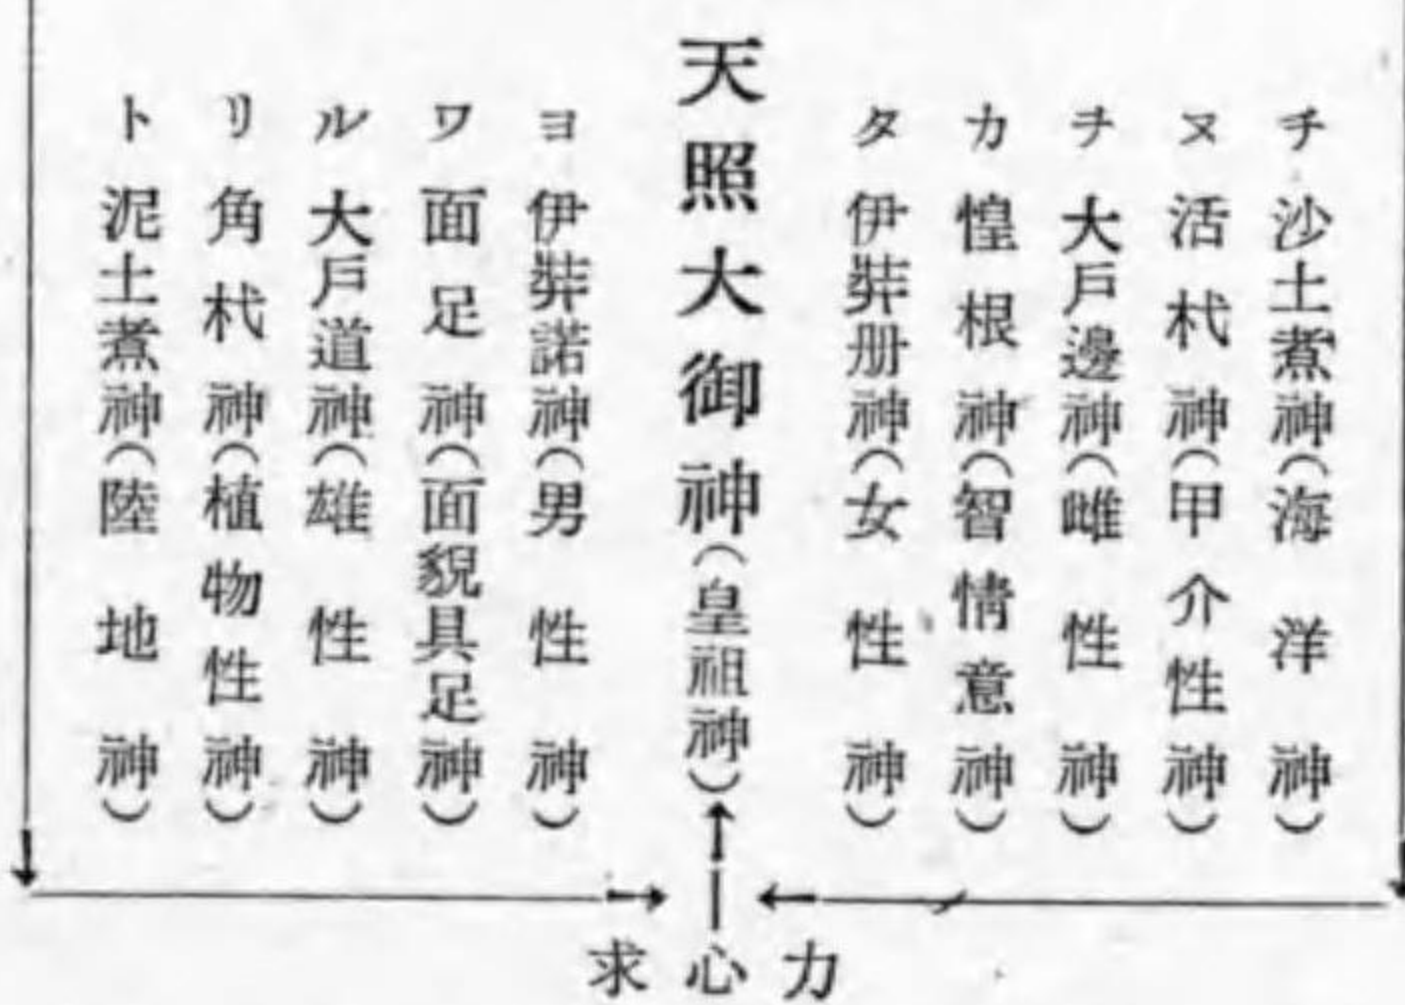 チ 沙土煮神(海洋神)
ヌ 活杙神(甲介性神)
ヲ 大戸邊神(雌性神)
カ 惶根神(智情意神)
タ 伊弉册神(女性神)
天照大御神(皇祖神)
ヨ 伊弉諾神(男性神)
ワ 面足神(面貌具足神)
ル 大戸道神(雄性神)
リ 角杙神(植物性神)
ト 泥土煮神(陸地神)
求心力